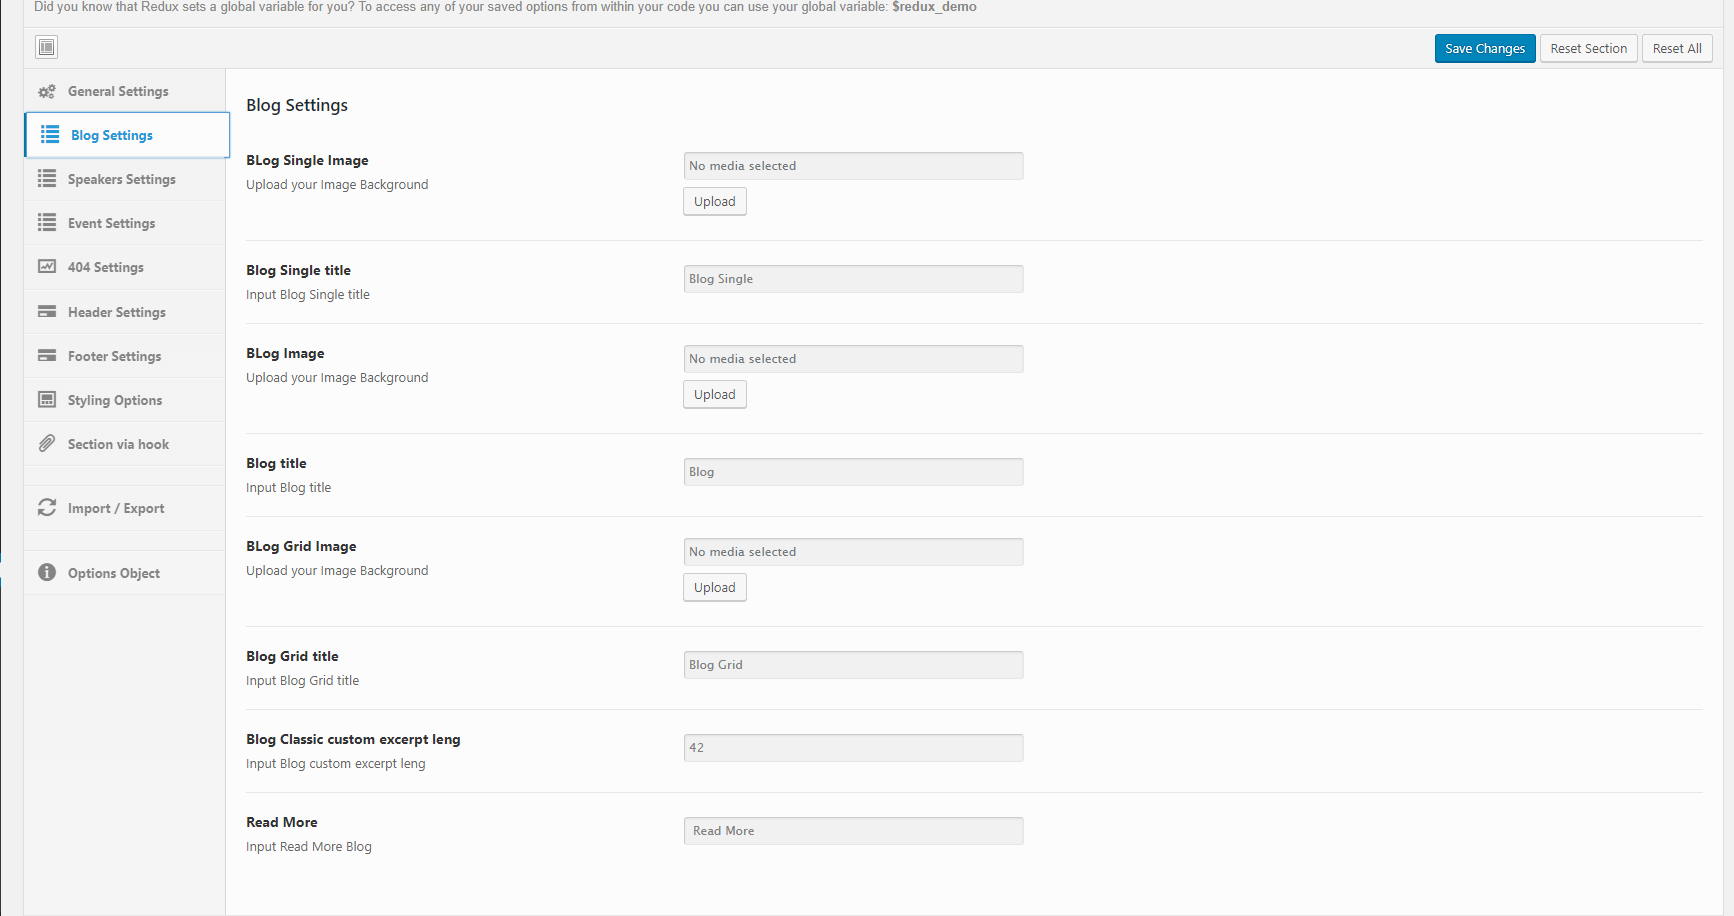 Did you know that Redux sets a global variable for you? To access any of your saved options from within your code you can use your global variable: $redux_demo
Save Changes
Reset Section
Reset All
General Settings
Blog Settings
Speakers Settings
Event Settings
404 Settings
Header Settings
Footer Settings
Styling Options
Section via hook
Import / Export
Options Object
Blog Settings
BLog Single Image
Upload your Image Background
No media selected
Upload
Blog Single title
Input Blog Single title
Blog Single
BLog Image
Upload your Image Background
No media selected
Upload
Blog title
Input Blog title
Blog
BLog Grid Image
Upload your Image Background
No media selected
Upload
Blog Grid title
Input Blog Grid title
Blog Grid
Blog Classic custom excerpt leng
Input Blog custom excerpt leng
42
Read More
Input Read More Blog
Read More